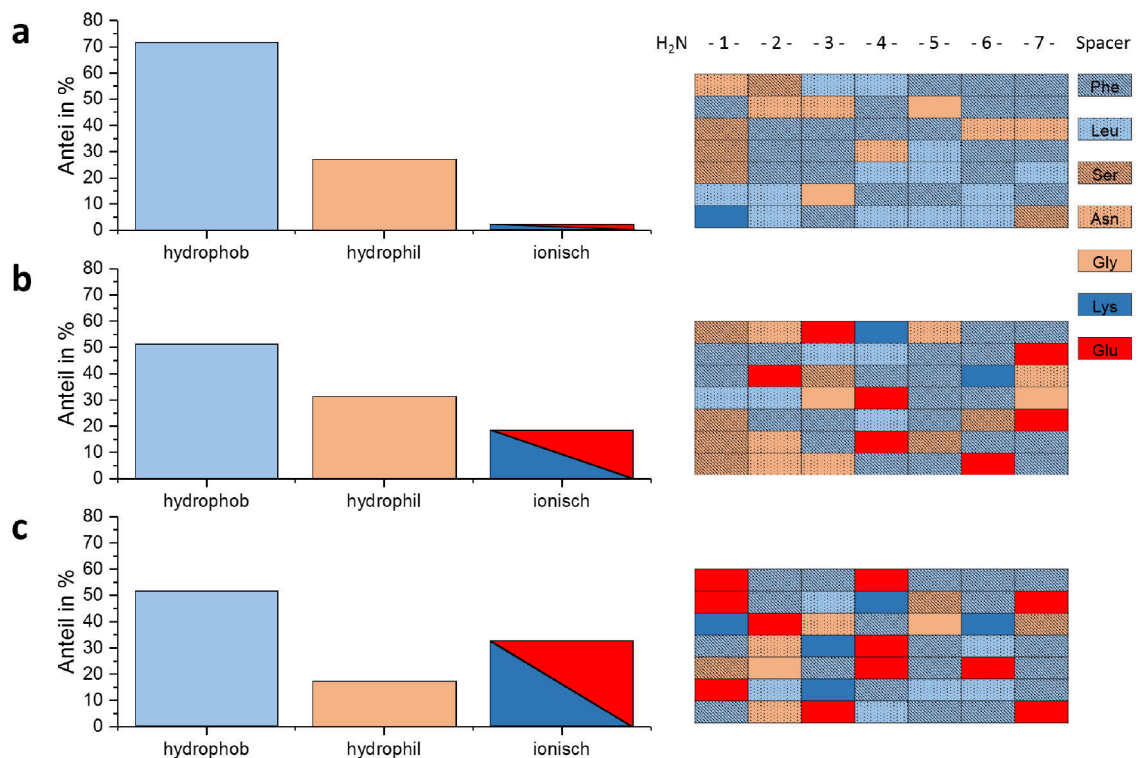 a
80
70
60
50
40
30
20
10
0
Antei in %
hydrophob hydrophil ionisch
H₂N - 1 - - 2 - - 3 - - 4 - - 5 - - 6 - - 7 - Spacer
Phe
Leu
Ser
Asn
Gly
Lys
Glu
b
80
70
60
50
40
30
20
10
0
Anteil in %
hydrophob hydrophil ionisch
c
80
70
60
50
40
30
20
10
0
Anteil in %
hydrophob hydrophil ionisch